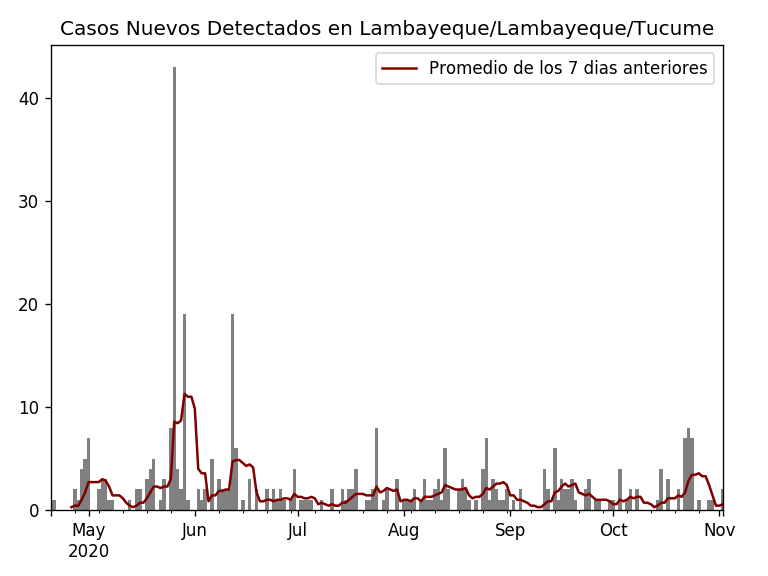 Casos Nuevos Detectados en Lambayeque/Lambayeque/Tucume
Promedio de los 7 dias anteriores
40
30
20
10
0
May Jun Jul Aug Sep Oct Nov
2020